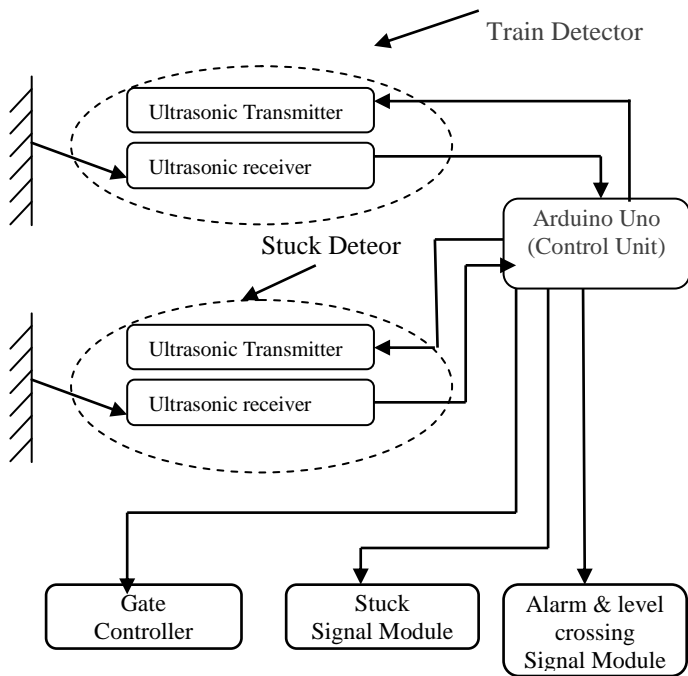 Train Detector
Ultrasonic Transmitter
Ultrasonic receiver
Arduino Uno
(Control Unit)
Stuck Deteor
Ultrasonic Transmitter
Ultrasonic receiver
Gate
Controller
Stuck
Signal Module
Alarm & level
crossing
Signal Module